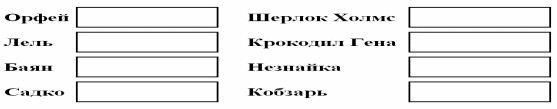 Орфей Шерлок Холмс
Лель Крокодил Гена
Баян Незнайка
Садко Кобзарь